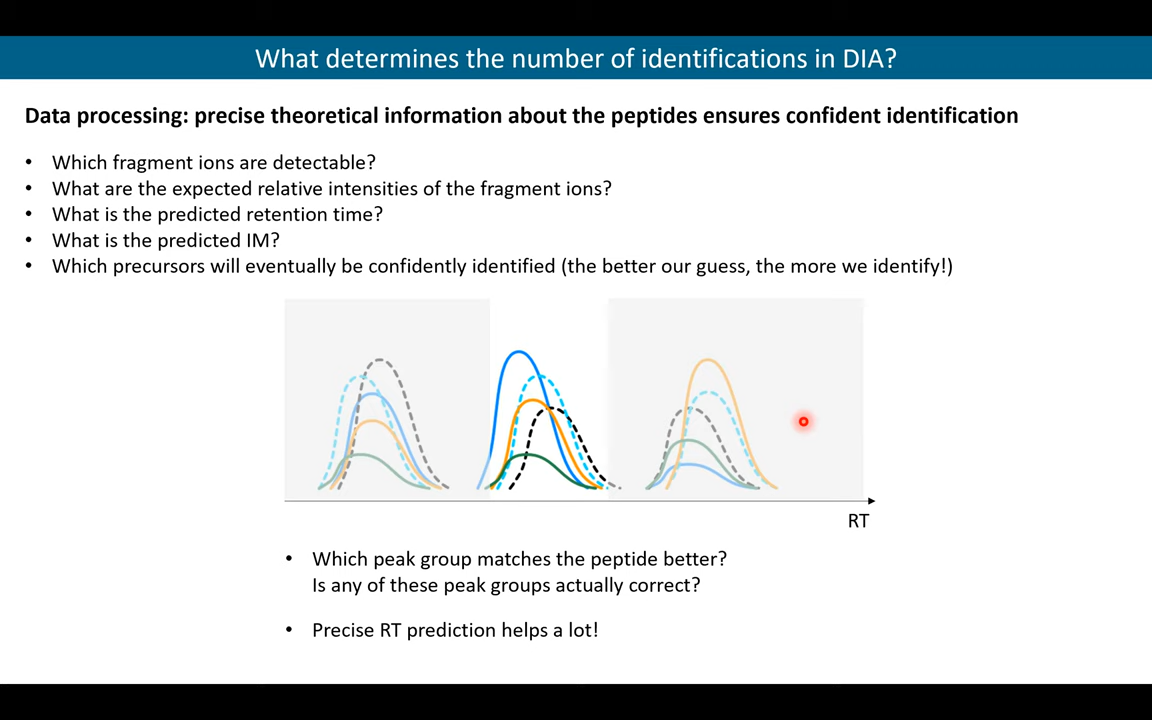 What determines the number of identifications in DIA?
Data processing: precise theoretical information about the peptides ensures confident identification
• Which fragment ions are detectable?
• What are the expected relative intensities of the fragment ions?
• What is the predicted retention time?
• What is the predicted IM?
• Which precursors will eventually be confidently identified (the better our guess, the more we identify!)
RT
• Which peak group matches the peptide better?
Is any of these peak groups actually correct?
• Precise RT prediction helps a lot!